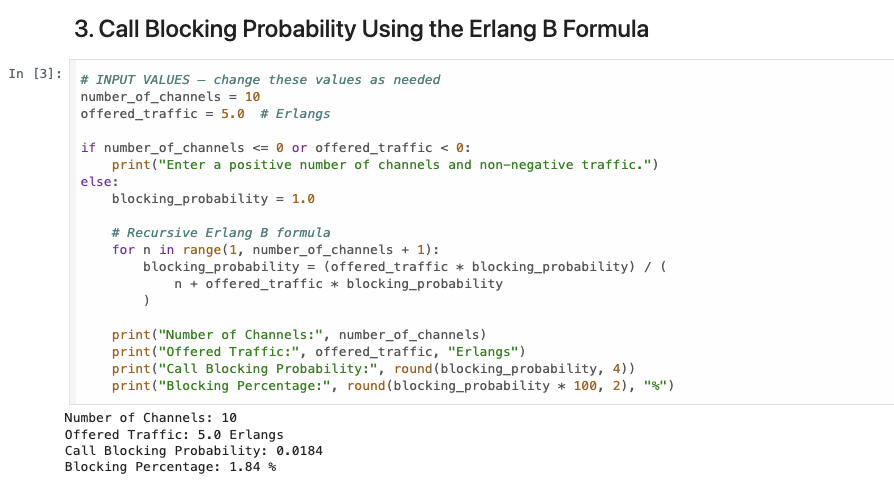 3. Call Blocking Probability Using the Erlang B Formula
In [3]:
# INPUT VALUES — change these values as needed
number_of_channels = 10
offered_traffic = 5.0  # Erlangs

if number_of_channels <= 0 or offered_traffic < 0:
    print("Enter a positive number of channels and non-negative traffic.")
else:
    blocking_probability = 1.0

    # Recursive Erlang B formula
    for n in range(1, number_of_channels + 1):
        blocking_probability = (offered_traffic * blocking_probability) / (
            n + offered_traffic * blocking_probability
        )

    print("Number of Channels:", number_of_channels)
    print("Offered Traffic:", offered_traffic, "Erlangs")
    print("Call Blocking Probability:", round(blocking_probability, 4))
    print("Blocking Percentage:", round(blocking_probability * 100, 2), "%")
Number of Channels: 10
Offered Traffic: 5.0 Erlangs
Call Blocking Probability: 0.0184
Blocking Percentage: 1.84 %